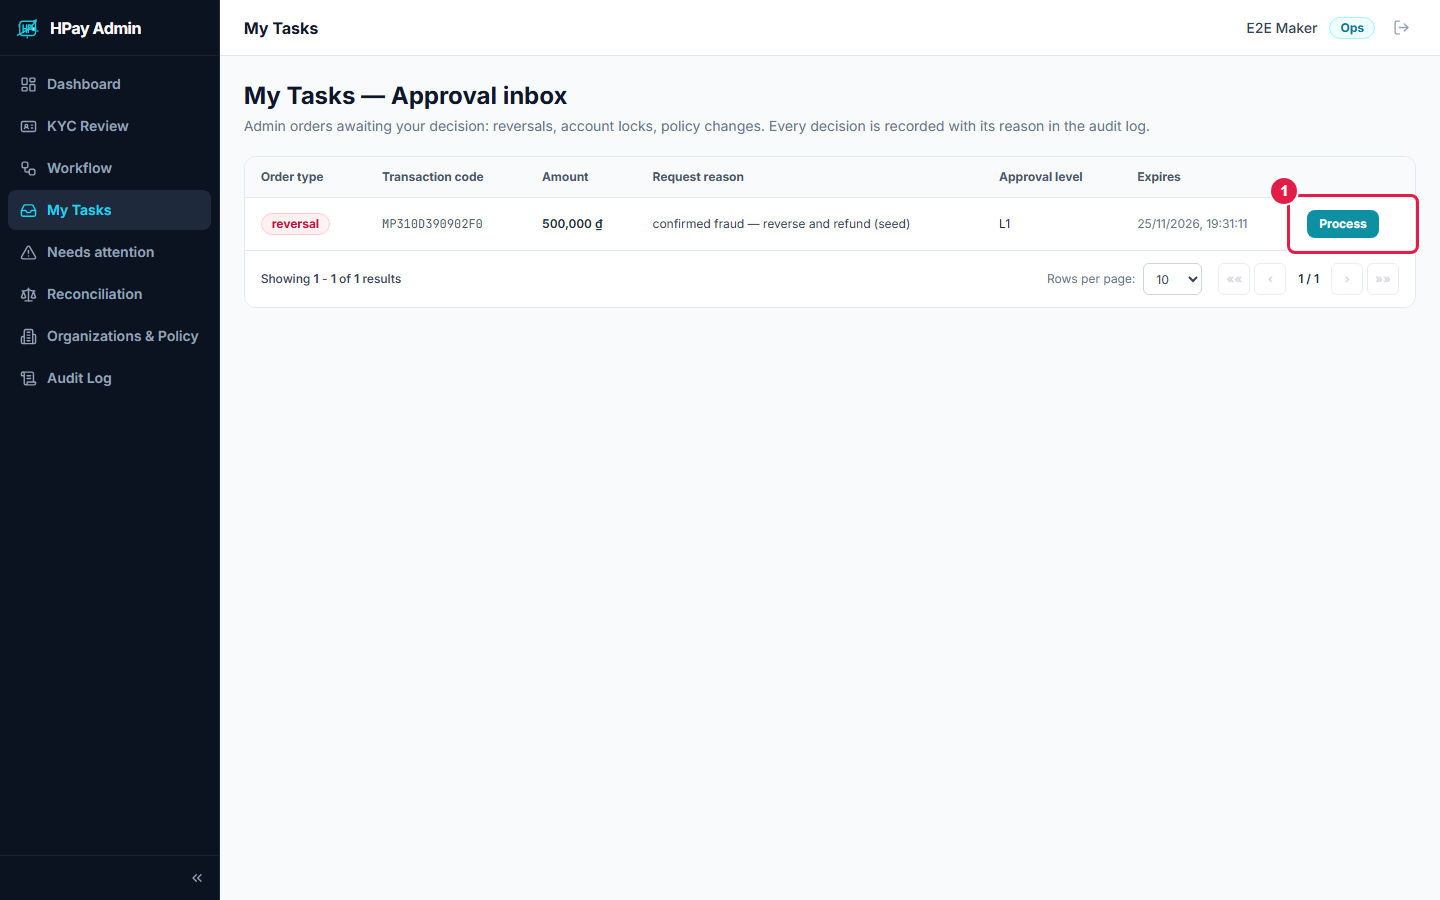 HPay Admin
My Tasks
E2E Maker
Ops
Dashboard
KYC Review
Workflow
My Tasks
Needs attention
Reconciliation
Organizations & Policy
Audit Log
My Tasks — Approval inbox
Admin orders awaiting your decision: reversals, account locks, policy changes. Every decision is recorded with its reason in the audit log.
Order type Transaction code Amount Request reason Approval level Expires
1
reversal MP310D390902F0 500,000 ₫ confirmed fraud — reverse and refund (seed) L1 25/11/2026, 19:31:11 Process
Showing 1 - 1 of 1 results Rows per page: 10 «« ‹ 1 / 1 › »»